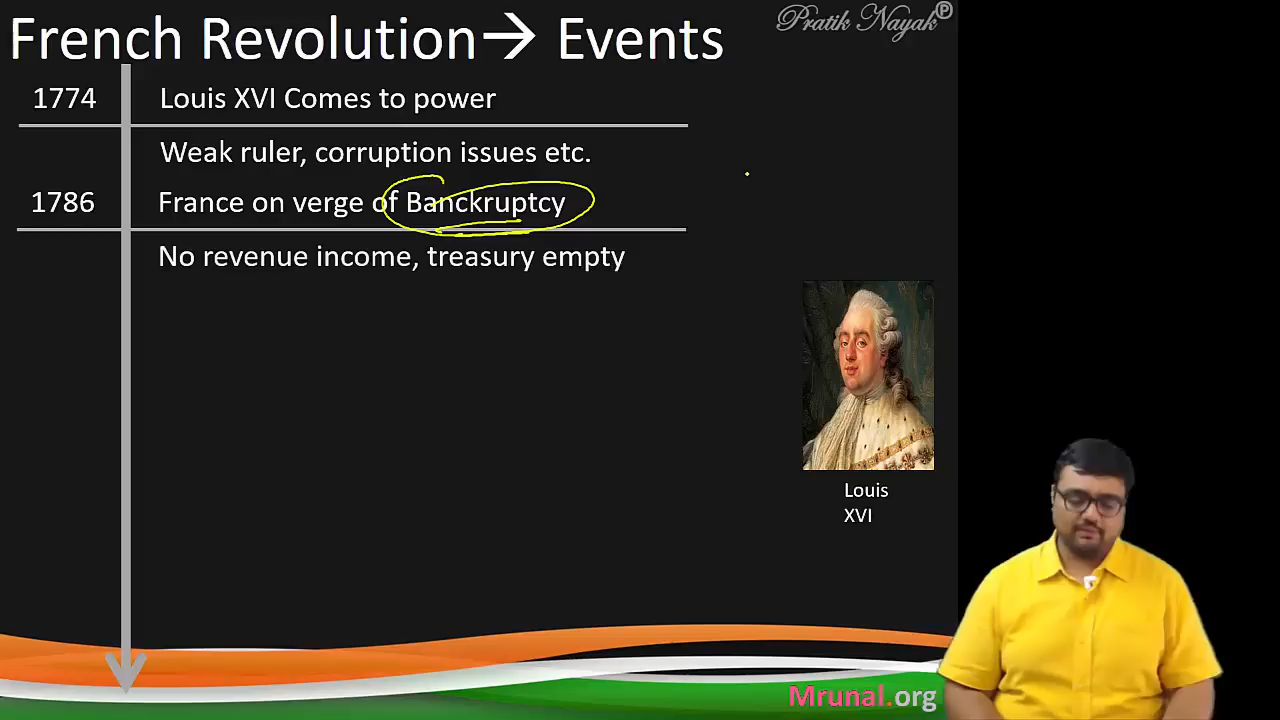 Pratik Nayak P
French Revolution→ Events
1774 Louis XVI Comes to power
Weak ruler, corruption issues etc.
1786 France on verge of Banckruptcy
No revenue income, treasury empty
Louis
XVI
Mrunal.org